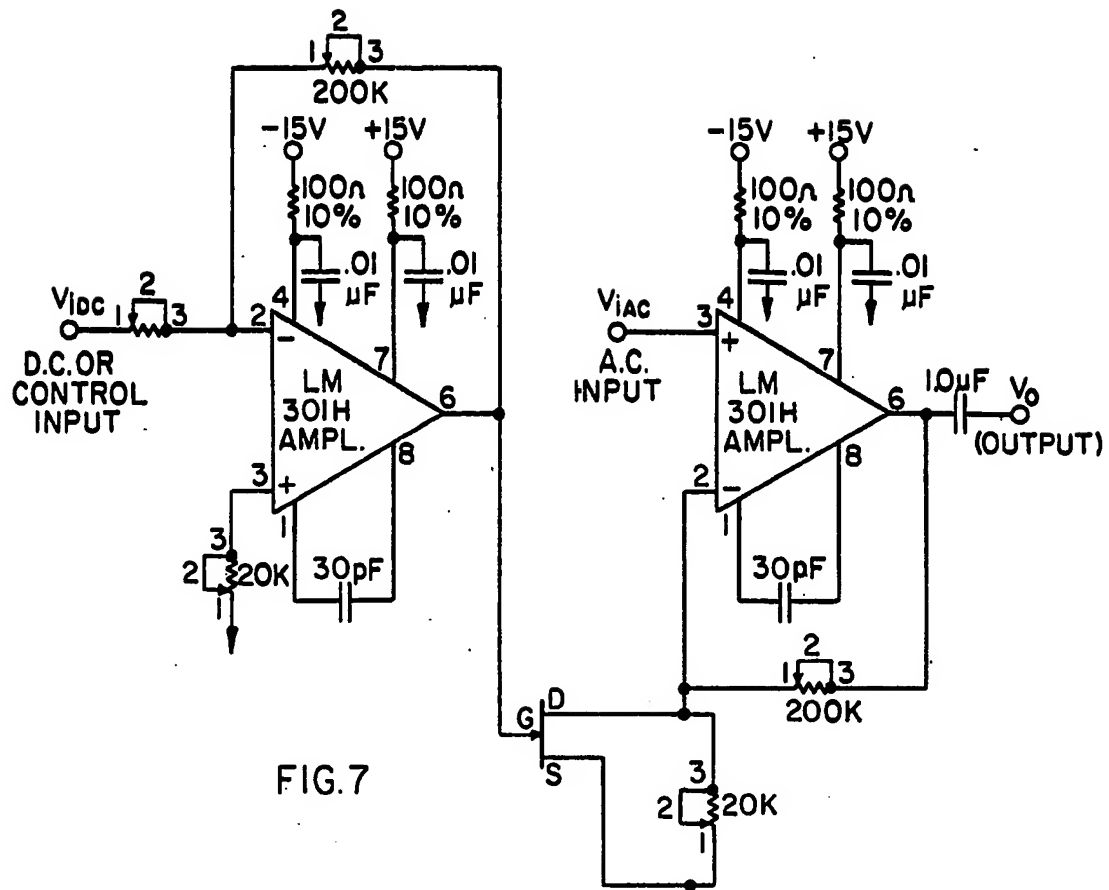 2
1
3
200K
-15V
+15V
100Ω
10%
100Ω
10%
.01
µF
.01
µF
ViDC
2
1
3
D.C. OR
CONTROL
INPUT
2
-
4
7
LM
301H
AMPL.
6
8
3
+
1
3
2
20K
1
30pF
-15V
+15V
100Ω
10%
100Ω
10%
.01
µF
.01
µF
ViAC
A.C.
INPUT
3
+
4
7
LM
301H
AMPL.
6
8
2
-
1
1.0µF
Vo
(OUTPUT)
30pF
2
1
3
200K
G
D
S
3
2
20K
1
FIG.7